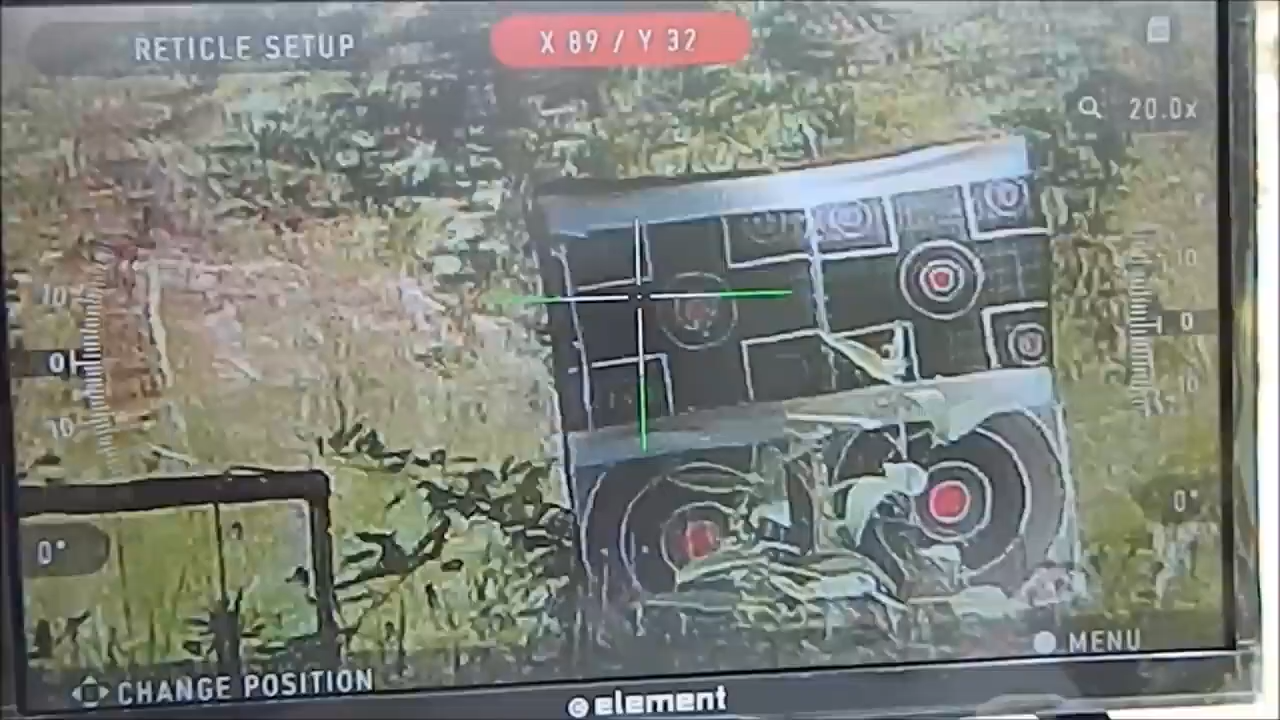 RETICLE SETUP
X 89 / Y 32
20.0x
10
0
10
10
0
10
0°
0°
MENU
CHANGE POSITION
element